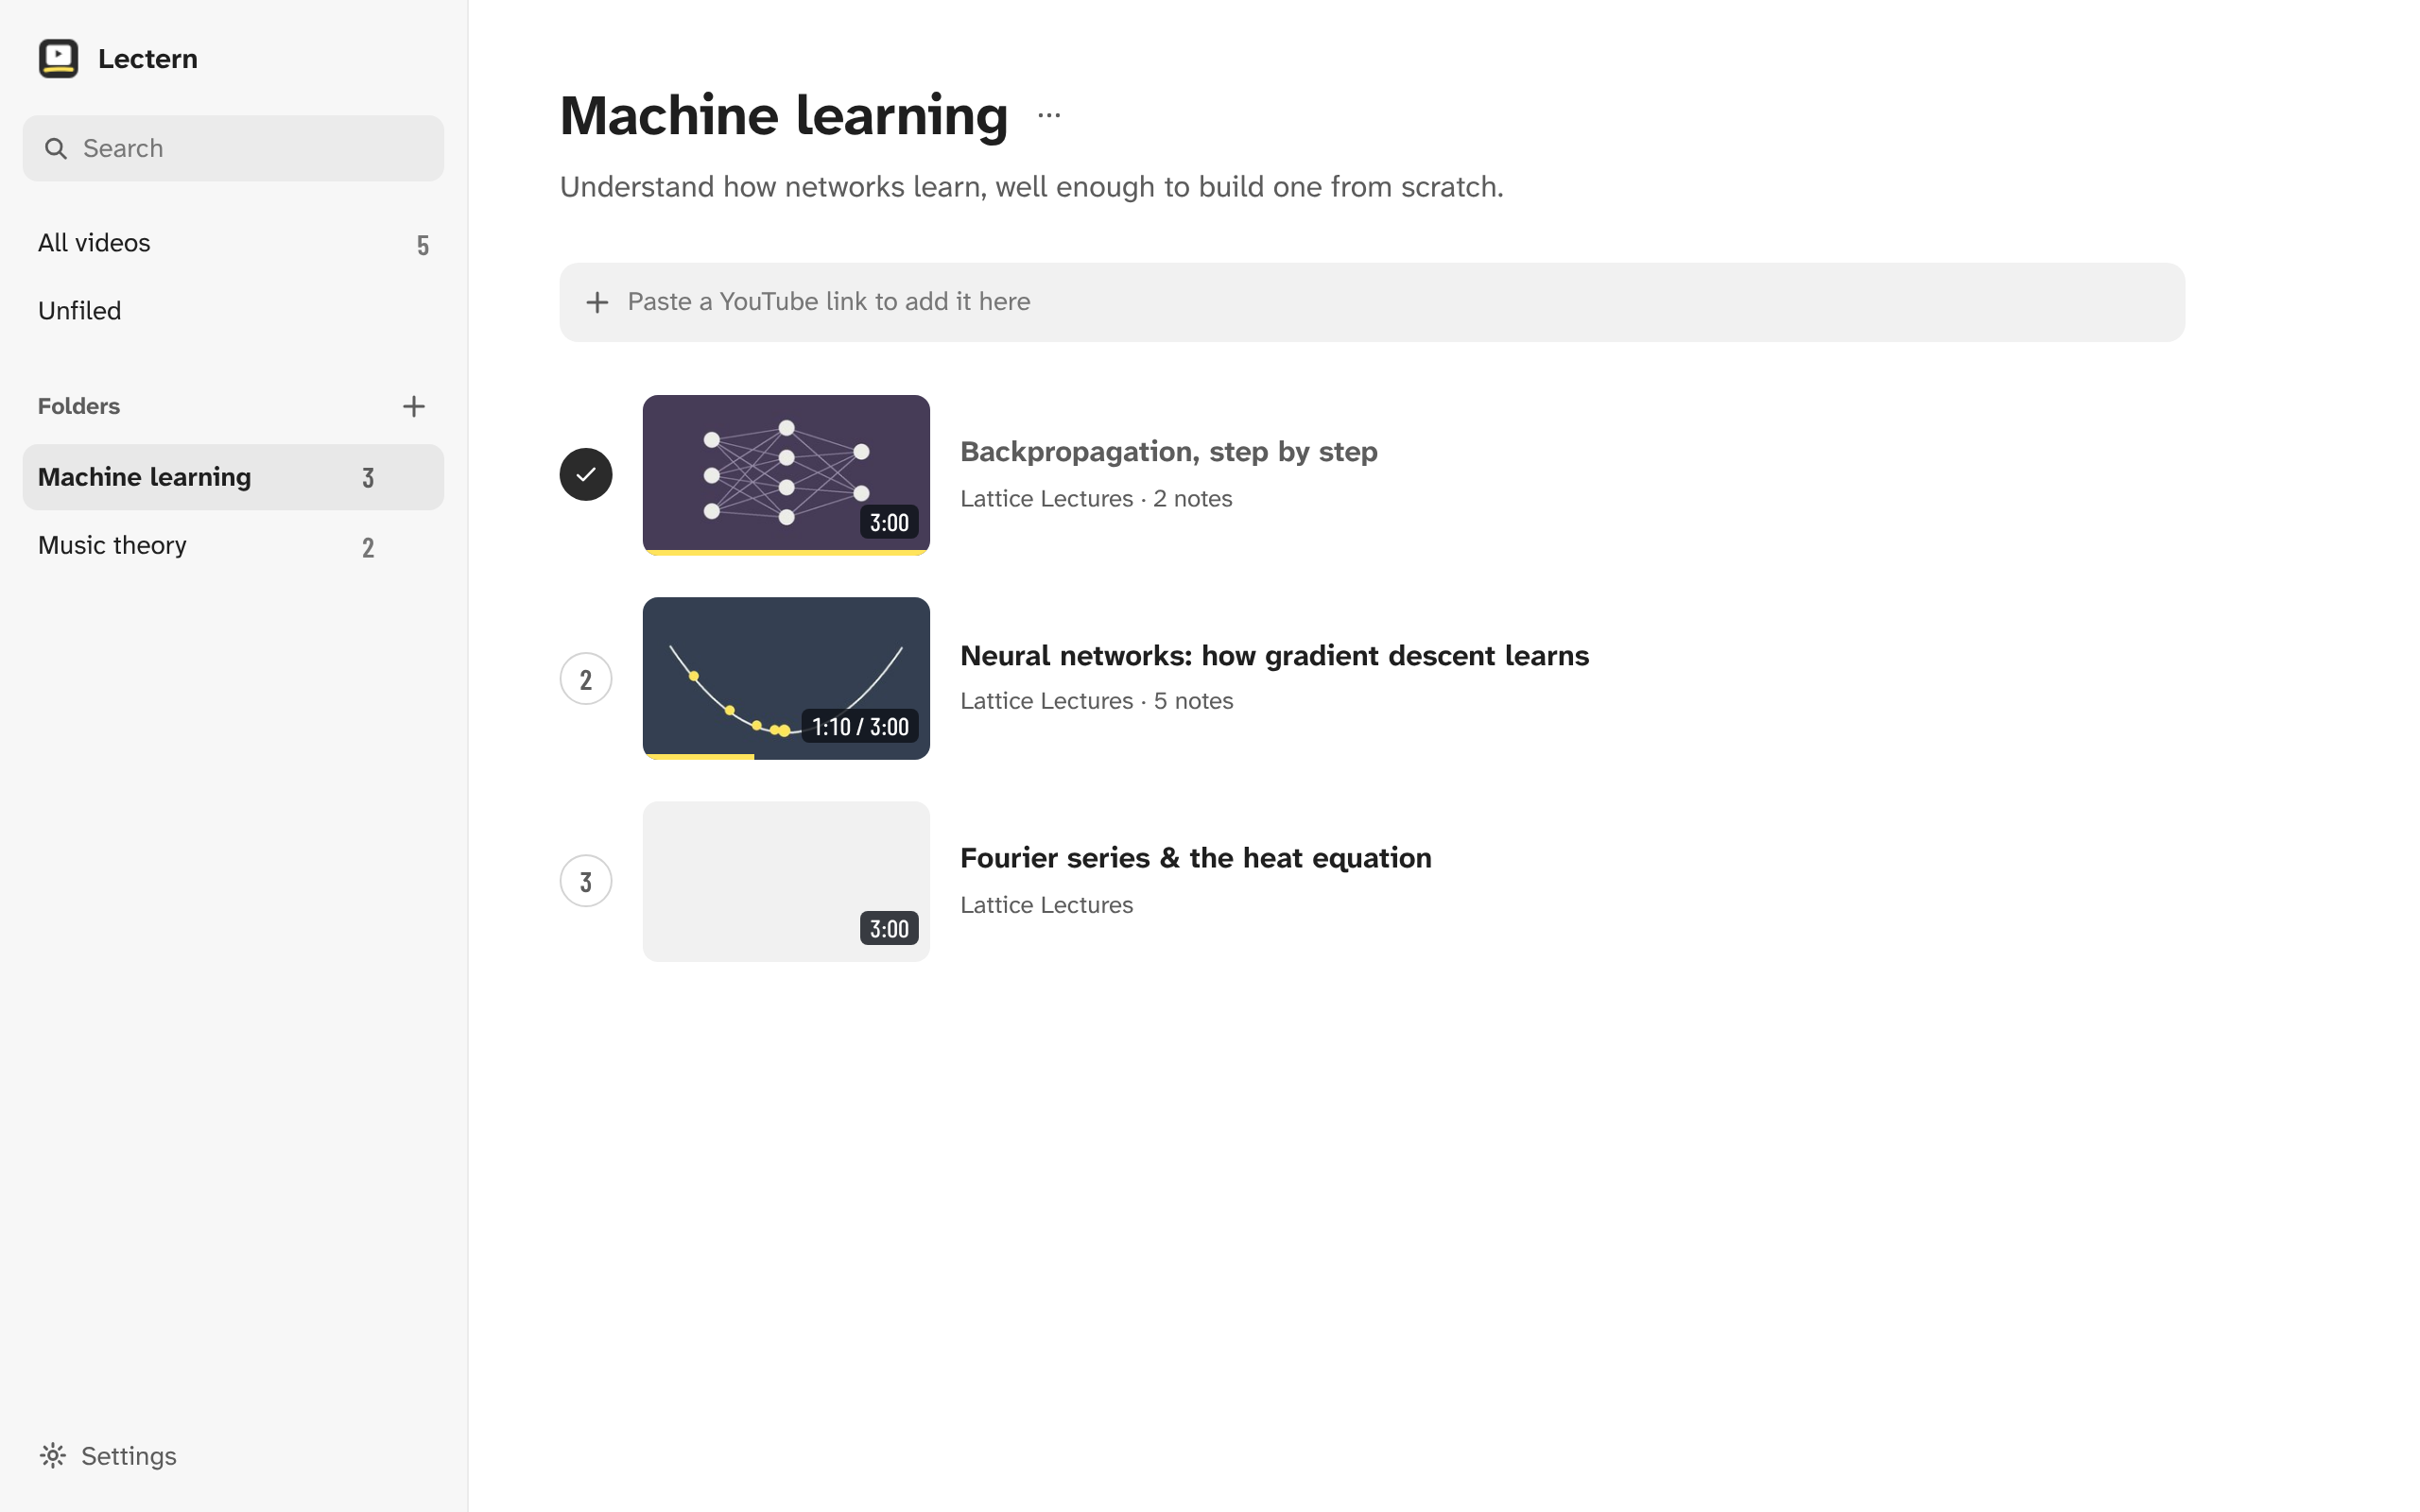 Lectern
Search
All videos 5
Unfiled
Folders
Machine learning 3
Music theory 2
Settings
Machine learning ...
Understand how networks learn, well enough to build one from scratch.
Paste a YouTube link to add it here
3:00
Backpropagation, step by step
Lattice Lectures · 2 notes
2
1:10 / 3:00
Neural networks: how gradient descent learns
Lattice Lectures · 5 notes
3
3:00
Fourier series & the heat equation
Lattice Lectures